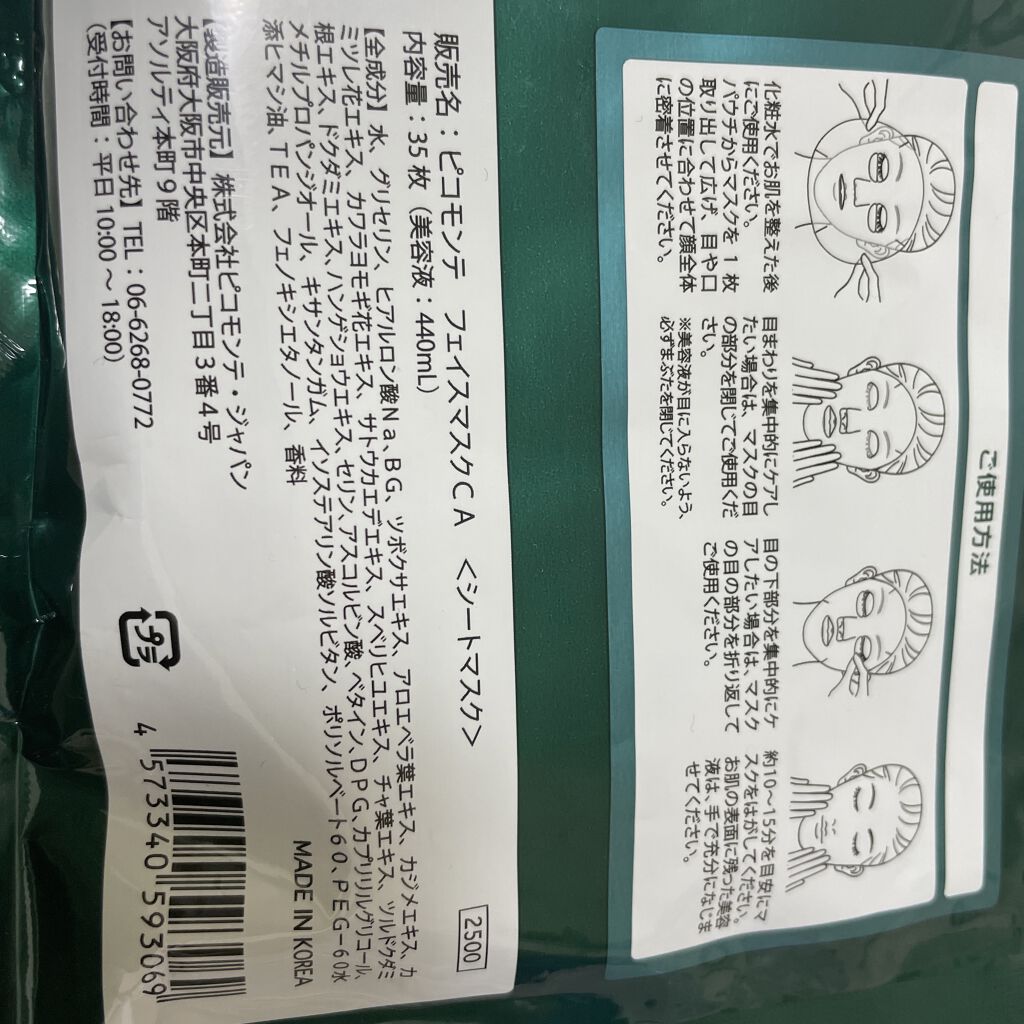 ご使用方法
化粧水でお肌を整えた後
にご使用ください。
パウチからマスクを1枚
取り出して広げ、目や口
の位置に合わせて顔全体
に密着させてください。
目まわりを集中的にケアし
たい場合は、マスクの目
の部分を閉じてご使用くだ
さい。
※美容液が目に入らないよう、
必ずまぶたを閉じてください。
目の下部分を集中的にケ
アしたい場合は、マスク
の目の部分を折り返して
ご使用ください。
約10～15分を目安にマ
スクをはがしてください。
お肌の表面に残った美容
液は、手で充分になじま
せてください。
販売名：ピコモンテ　フェイスマスクCA　＜シートマスク＞
内容量：35枚（美容液：440mL）
2500
【全成分】水、グリセリン、ヒアルロン酸Na、BG、ツボクサエキス、アロエベラ葉エキス、カジメエキス、カ
ミツレ花エキス、カワラヨモギ花エキス、サトウカエデエキス、スベリヒユエキス、チャ葉エキス、ツルドクダミ
根エキス、ドクダミエキス、ハンゲショウエキス、セリン、アスコルビン酸、ベタイン、DPG、カプリリルグリコール、
メチルプロパンジオール、キサンタンガム、イソステアリン酸ソルビタン、ポリソルベート60、PEG-60水
添ヒマシ油、TEA、フェノキシエタノール、香料
MADE IN KOREA
【製造販売元】株式会社ピコモンテ・ジャパン
大阪府大阪市中央区本町二丁目3番4号
アソルティ本町9階
【お問い合わせ先】TEL：06-6268-0772
（受付時間：平日10:00～18:00）
プラ
4 573340 593069